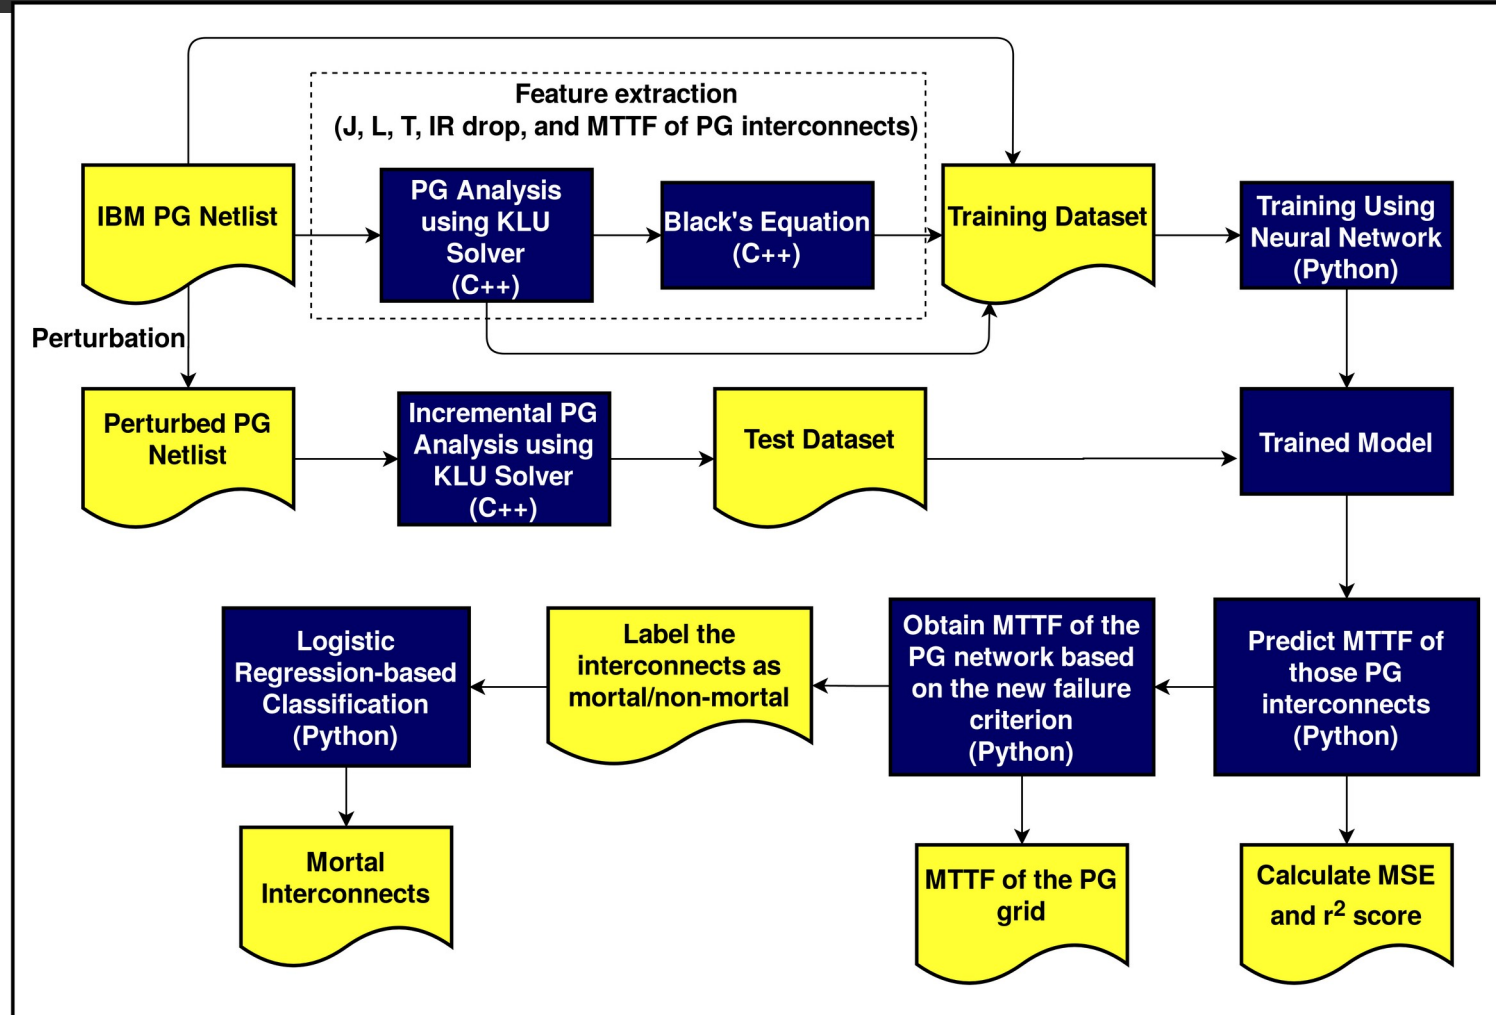 Feature extraction
(J, L, T, IR drop, and MTTF of PG interconnects)
IBM PG Netlist
PG Analysis
using KLU
Solver
(C++)
Black's Equation
(C++)
Training Dataset
Training Using
Neural Network
(Python)
Perturbation
Perturbed PG
Netlist
Incremental PG
Analysis using
KLU Solver
(C++)
Test Dataset
Trained Model
Logistic
Regression-based
Classification
(Python)
Label the
interconnects as
mortal/non-mortal
Obtain MTTF of the
PG network based
on the new failure
criterion
(Python)
Predict MTTF of
those PG
interconnects
(Python)
Mortal
Interconnects
MTTF of the PG
grid
Calculate MSE
and r² score